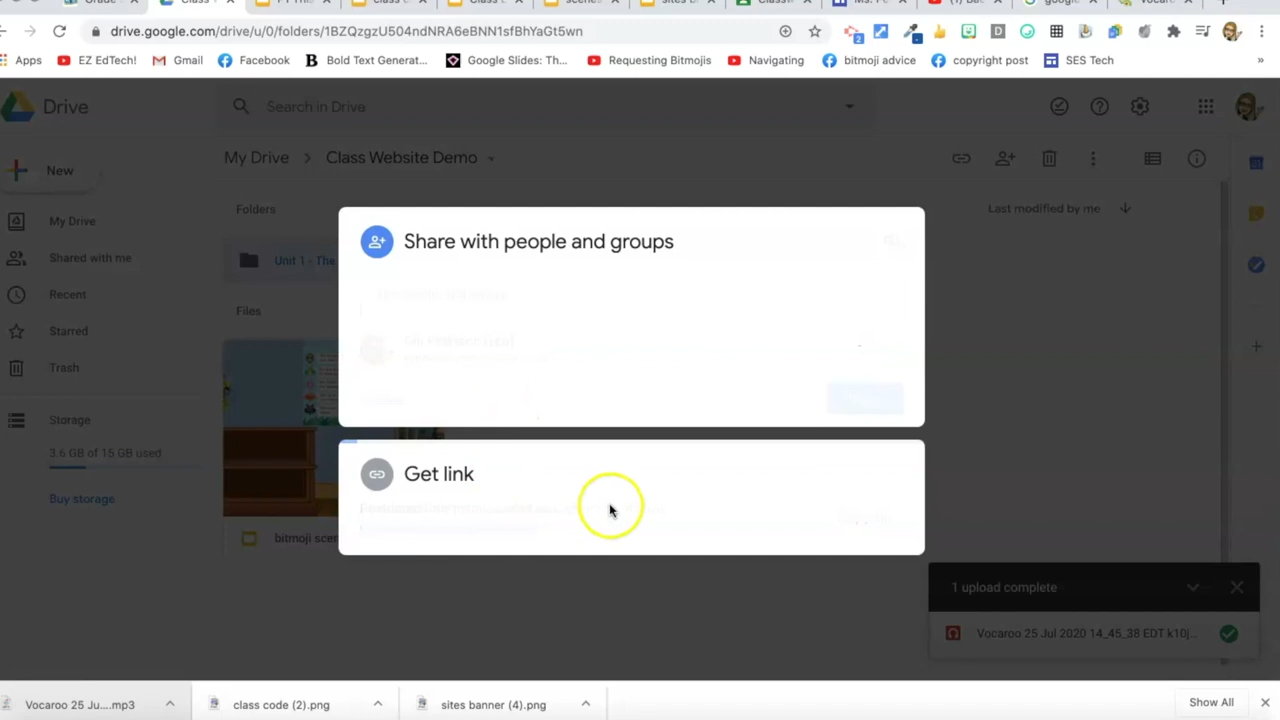 drive.google.com/drive/u/0/folders/1BZQzgzU504ndNRA6eBNN1sfBhYaGt5wn
Apps
EZ EdTech!
Gmail
Facebook
Bold Text Generat...
Google Slides: Th...
Requesting Bitmojis
Navigating
bitmoji advice
copyright post
SES Tech
»
Drive
Search in Drive
New
My Drive > Class Website Demo
My Drive
Shared with me
Recent
Starred
Trash
Storage
3.6 GB of 15 GB used
Buy storage
Folders
Last modified by me
Unit 1 - The
Files
bitmoji scen
Share with people and groups
Get link
1 upload complete
Vocaroo 25 Jul 2020 14_45_38 EDT k10j...
Vocaroo 25 Ju....mp3
class code (2).png
sites banner (4).png
Show All